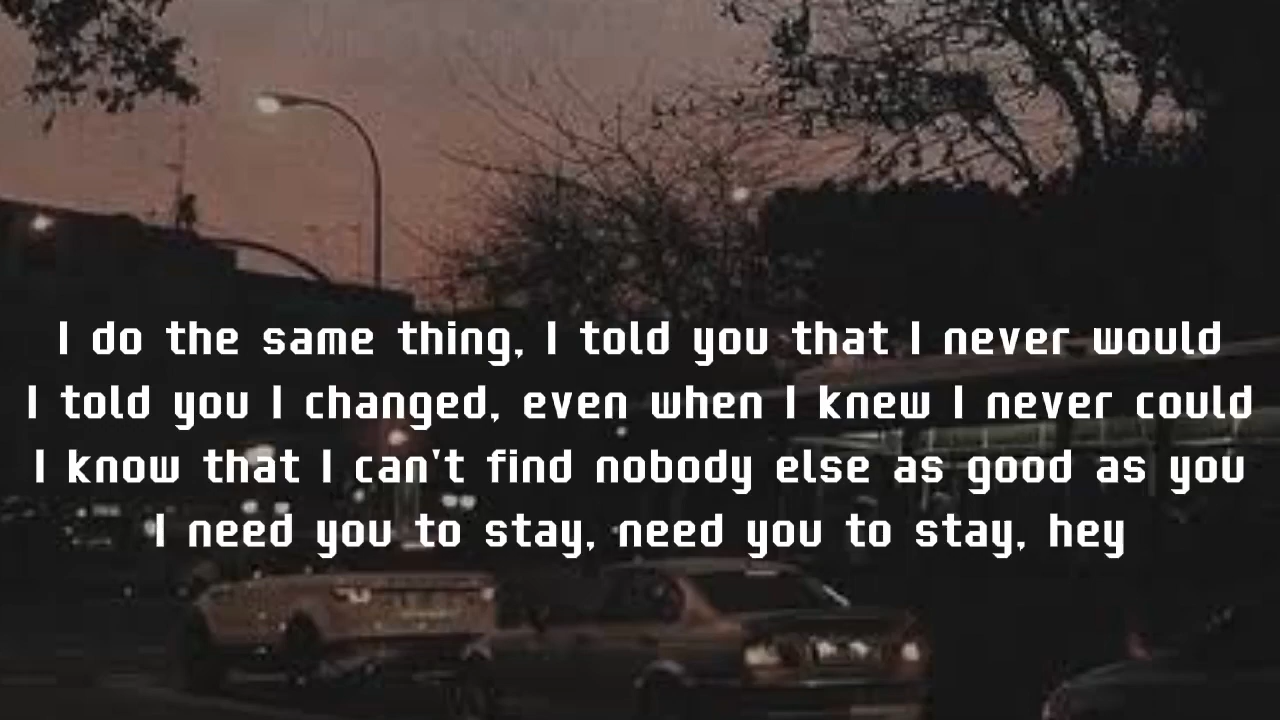 I do the same thing, I told you that I never would
I told you I changed, even when I knew I never could
I know that I can't find nobody else as good as you
I need you to stay, need you to stay, hey